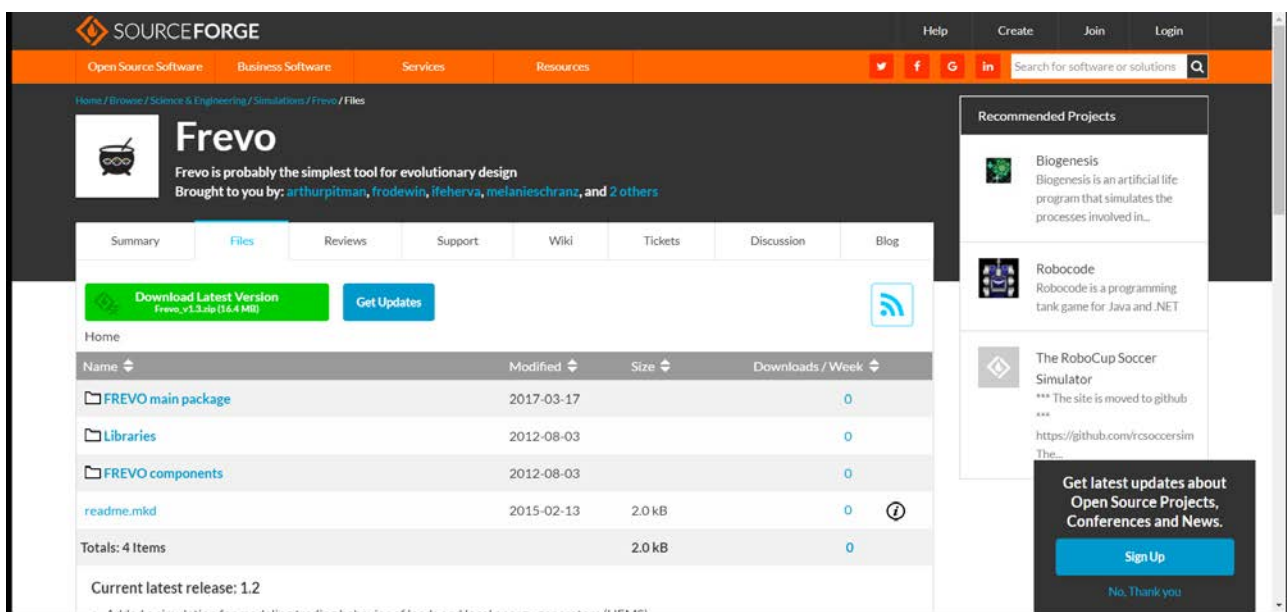 SOURCEFORGE
Help Create Join Login
Open Source Software Business Software Services Resources
Search for software or solutions
Home / Browse / Science & Engineering / Simulations / Frevo / Files
Frevo
Frevo is probably the simplest tool for evolutionary design
Brought to you by: arthurpitman, frodewin, ifeherva, melanieschranz, and 2 others
Summary Files Reviews Support Wiki Tickets Discussion Blog
Download Latest Version
Frevo_v1.3.zip (16.4 MB)
Get Updates
Home
Name Modified Size Downloads / Week
FREVO main package 2017-03-17 0
Libraries 2012-08-03 0
FREVO components 2012-08-03 0
readme.mkd 2015-02-13 2.0 kB 0
Totals: 4 Items 2.0 kB 0
Current latest release: 1.2
Recommended Projects
Biogenesis
Biogenesis is an artificial life
program that simulates the
processes involved in...
Robocode
Robocode is a programming
tank game for Java and .NET
The RoboCup Soccer
Simulator
*** The site is moved to github
***
https://github.com/rcsoccersim
The...
Get latest updates about
Open Source Projects,
Conferences and News.
Sign Up
No, Thank you